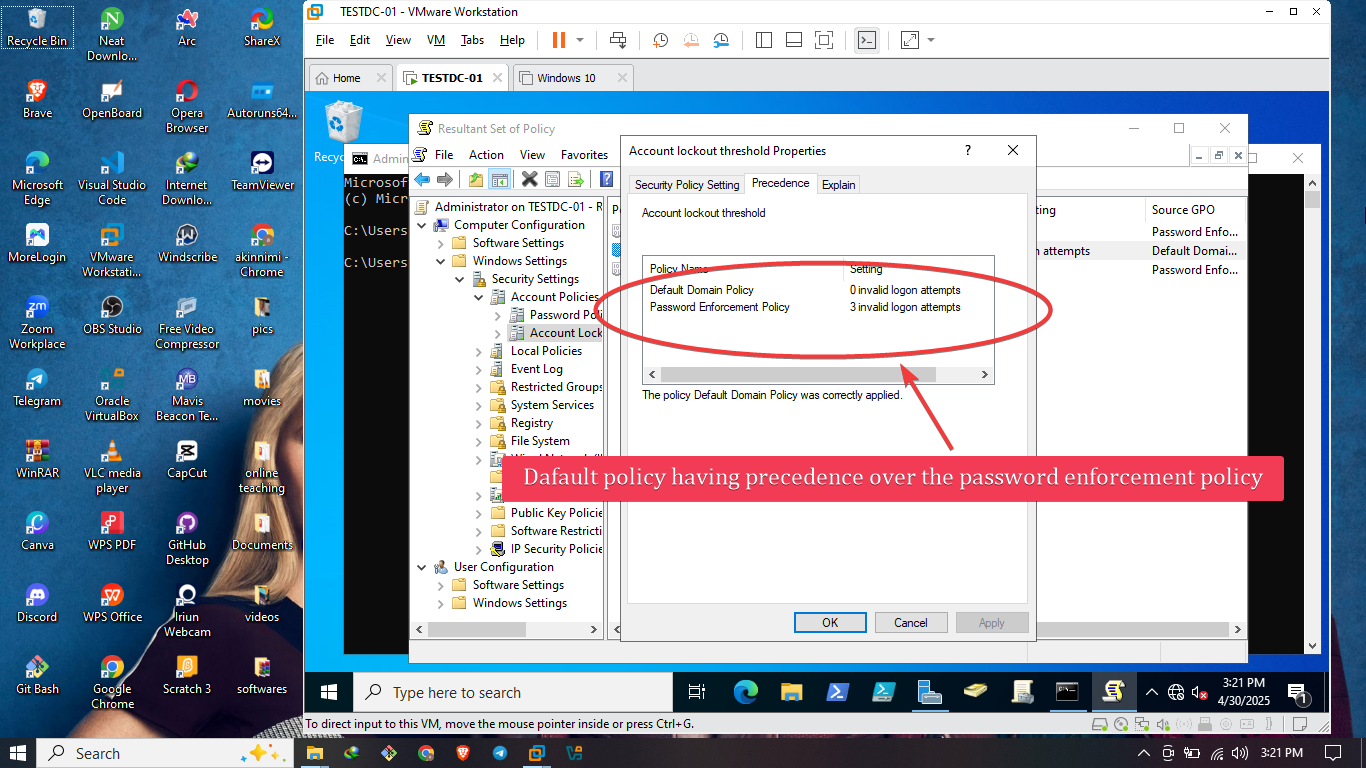 Recycle Bin
Neat
Downlo...
Arc
ShareX
Brave
OpenBoard
Opera
Browser
Autoruns64...
Microsoft
Edge
Visual Studio
Code
Internet
Downlo...
TeamViewer
MoreLogin
VMware
Workstati...
Windscribe
akinnimi -
Chrome
Zoom
Workplace
OBS Studio
Free Video
Compressor
pics
Telegram
Oracle
VirtualBox
Mavis
Beacon Te...
movies
WinRAR
VLC media
player
CapCut
online
teaching
Canva
WPS PDF
GitHub
Desktop
Documents
Discord
WPS Office
Iriun
Webcam
videos
Git Bash
Google
Chrome
Scratch 3
softwares
TESTDC-01 - VMware Workstation
File Edit View VM Tabs Help
Home TESTDC-01 Windows 10
Recyc
Admin
Microsof
(c) Micr
C:\Users
C:\Users
Resultant Set of Policy
File Action View Favorites
Administrator on TESTDC-01 - R
Computer Configuration
Software Settings
Windows Settings
Security Settings
Account Policies
Password Poli
Account Lock
Local Policies
Event Log
Restricted Groups
System Services
Registry
File System
Public Key Policie
Software Restricti
IP Security Policie
User Configuration
Software Settings
Windows Settings
ting Source GPO
Password Enfo...
n attempts Default Domai...
Password Enfo...
Account lockout threshold Properties
?
Security Policy Setting Precedence Explain
Account lockout threshold
Policy Name Setting
Default Domain Policy 0 invalid logon attempts
Password Enforcement Policy 3 invalid logon attempts
The policy Default Domain Policy was correctly applied.
Dafault policy having precedence over the password enforcement policy
OK Cancel Apply
Type here to search
3:21 PM
4/30/2025
1
To direct input to this VM, move the mouse pointer inside or press Ctrl+G.
Search
3:21 PM